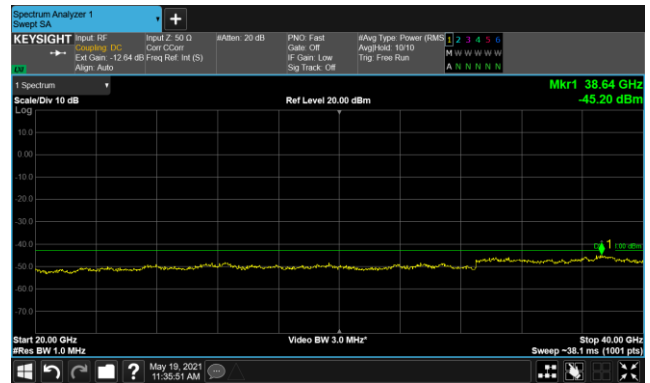 Spectrum Analyzer 1
Swept SA
+
KEYSIGHT Input: RF Input Z: 50 Ω #Atten: 20 dB PNO: Fast #Avg Type: Power (RMS 1 2 3 4 5 6
Coupling: DC Corr CCorr Gate: Off Avg|Hold: 10/10 M W W W W W
Ext Gain: -12.64 dB Freq Ref: Int (S) IF Gain: Low Trig: Free Run
Align: Auto Sig Track: Off A N N N N N
1 Spectrum Mkr1 38.64 GHz
Scale/Div 10 dB Ref Level 20.00 dBm -45.20 dBm
Log
10.0
0.00
-10.0
-20.0
-30.0
-40.0
1
-50.0
-60.0
-70.0
Start 20.00 GHz Video BW 3.0 MHz* Stop 40.00 GHz
#Res BW 1.0 MHz Sweep ~38.1 ms (1001 pts)
? May 19, 2021
11:35:51 AM